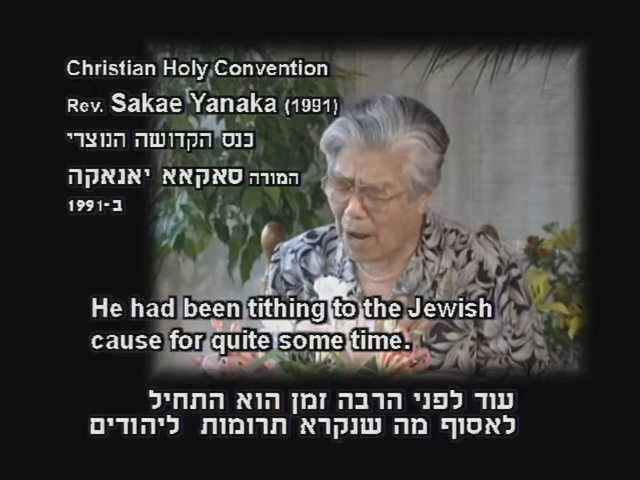 Christian Holy Convention
Rev. Sakae Yanaka (1991)
כנס הקדושה הנוצרי
המורה סאקאא יאנאקה
ב-1991
He had been tithing to the Jewish
cause for quite some time.
עוד לפני הרבה זמן הוא התחיל
לאסוף מה שנקרא תרומות ליהודים